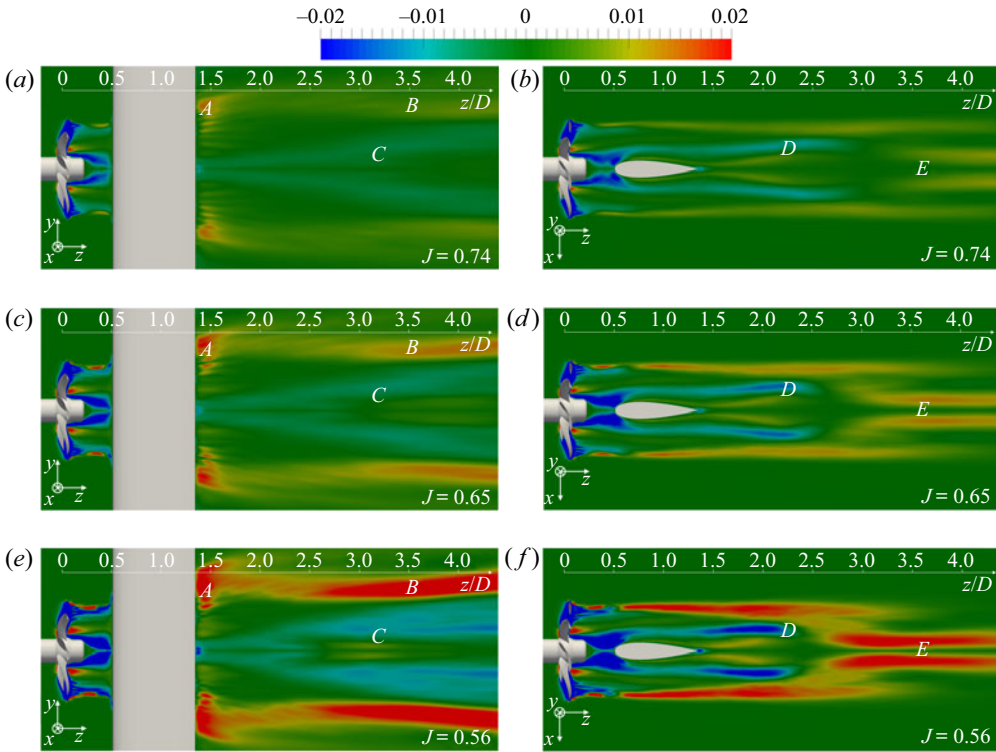 −0.02 −0.01 0 0.01 0.02
(a) 0 0.5 1.0 1.5 2.0 2.5 3.0 3.5 4.0
z/D
A B
C
y
z
x
J = 0.74
(b) 0 0.5 1.0 1.5 2.0 2.5 3.0 3.5 4.0
z/D
D
E
y
z
x
J = 0.74
(c) 0 0.5 1.0 1.5 2.0 2.5 3.0 3.5 4.0
z/D
A B
C
y
z
x
J = 0.65
(d) 0 0.5 1.0 1.5 2.0 2.5 3.0 3.5 4.0
z/D
D
E
y
z
x
J = 0.65
(e) 0 0.5 1.0 1.5 2.0 2.5 3.0 3.5 4.0
z/D
A B
C
y
z
x
J = 0.56
(f) 0 0.5 1.0 1.5 2.0 2.5 3.0 3.5 4.0
z/D
D
E
y
z
x
J = 0.56